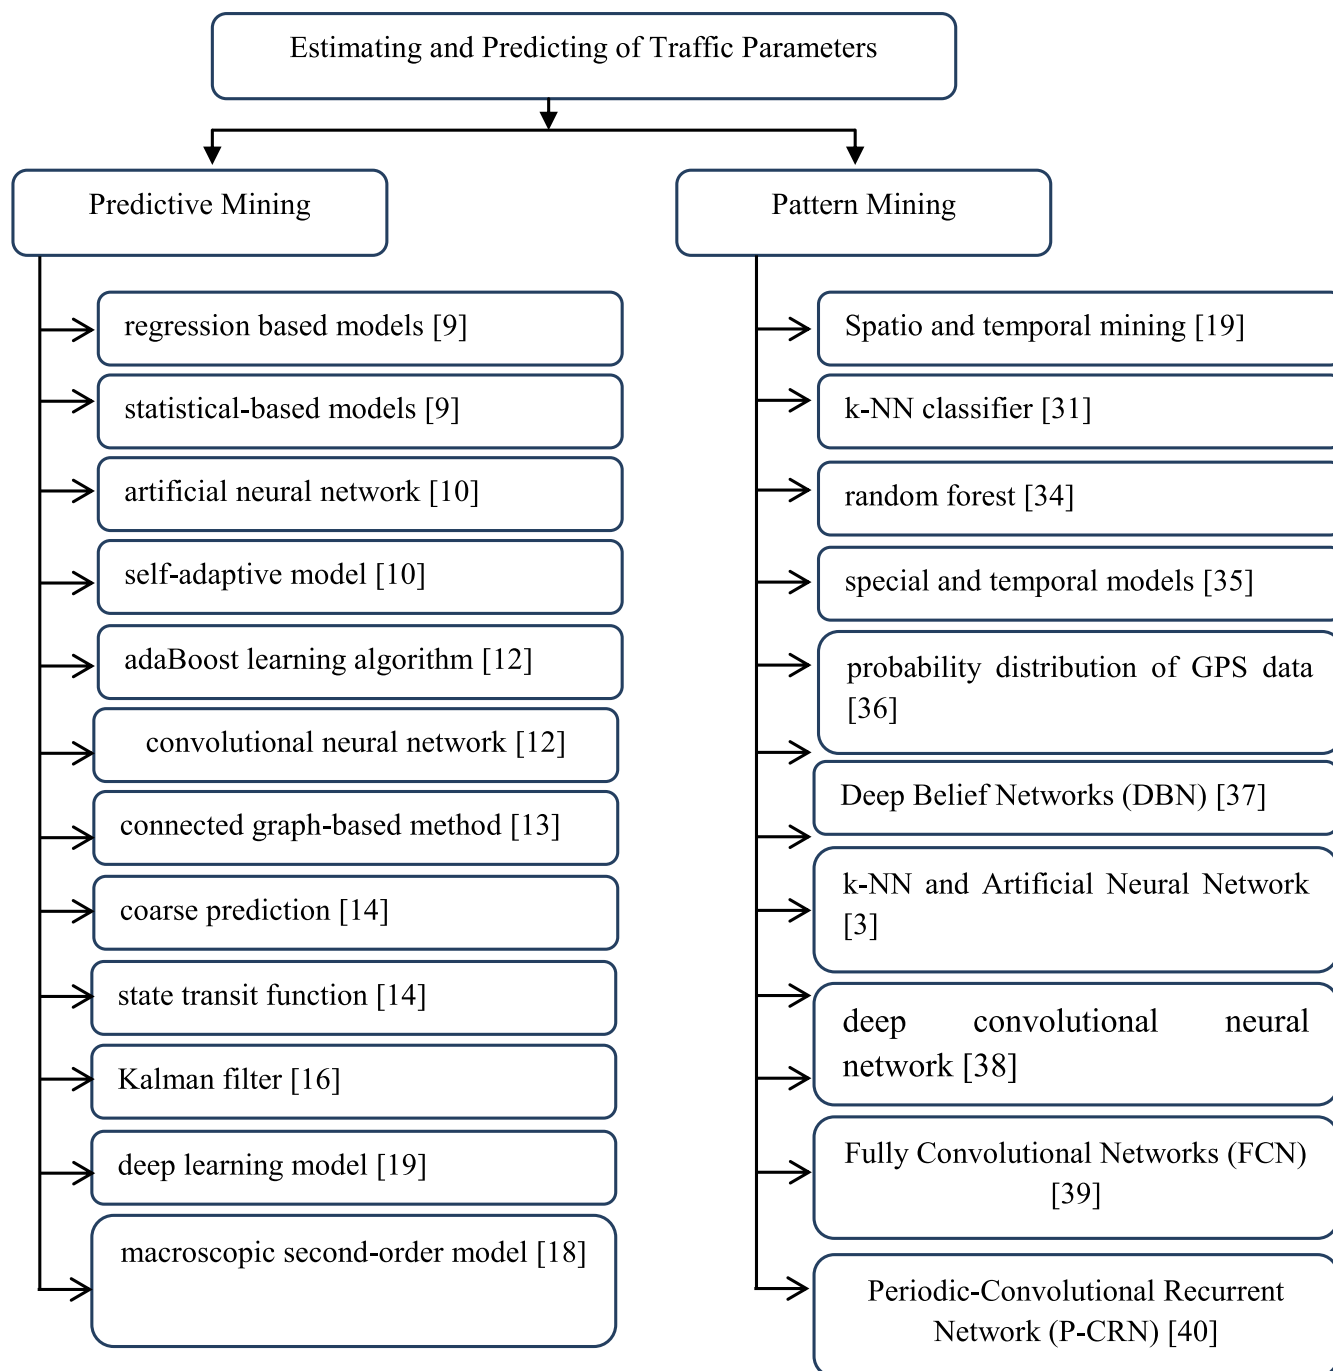 Estimating and Predicting of Traffic Parameters
Predictive Mining
regression based models [9]
statistical-based models [9]
artificial neural network [10]
self-adaptive model [10]
adaBoost learning algorithm [12]
convolutional neural network [12]
connected graph-based method [13]
coarse prediction [14]
state transit function [14]
Kalman filter [16]
deep learning model [19]
macroscopic second-order model [18]
Pattern Mining
Spatio and temporal mining [19]
k-NN classifier [31]
random forest [34]
special and temporal models [35]
probability distribution of GPS data
[36]
Deep Belief Networks (DBN) [37]
k-NN and Artificial Neural Network
[3]
deep convolutional neural
network [38]
Fully Convolutional Networks (FCN)
[39]
Periodic-Convolutional Recurrent
Network (P-CRN) [40]